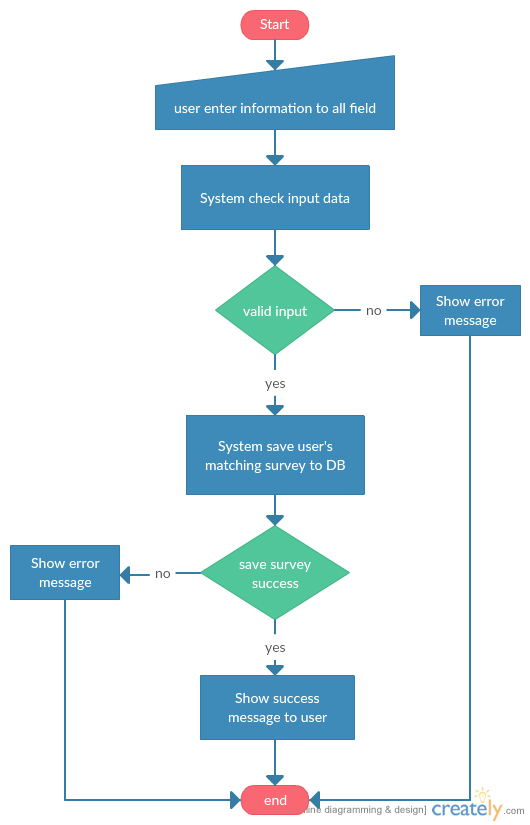 Start
user enter information to all field
System check input data
valid input
no
Show error
message
yes
System save user's
matching survey to DB
save survey
success
no
Show error
message
yes
Show success
message to user
end
diagramming & design]
creately.com